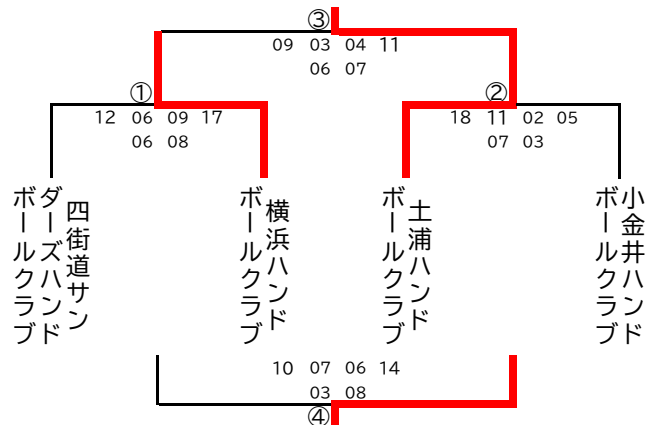 ③
09 03 04 11
06 07
①
②
12 06 09 17
06 08
18 11 02 05
07 03
四街道サン
ダーズハンド
ボールクラブ
横浜ハンド
ボールクラブ
土浦ハンド
ボールクラブ
小金井ハンド
ボールクラブ
10 07 06 14
03 08
④